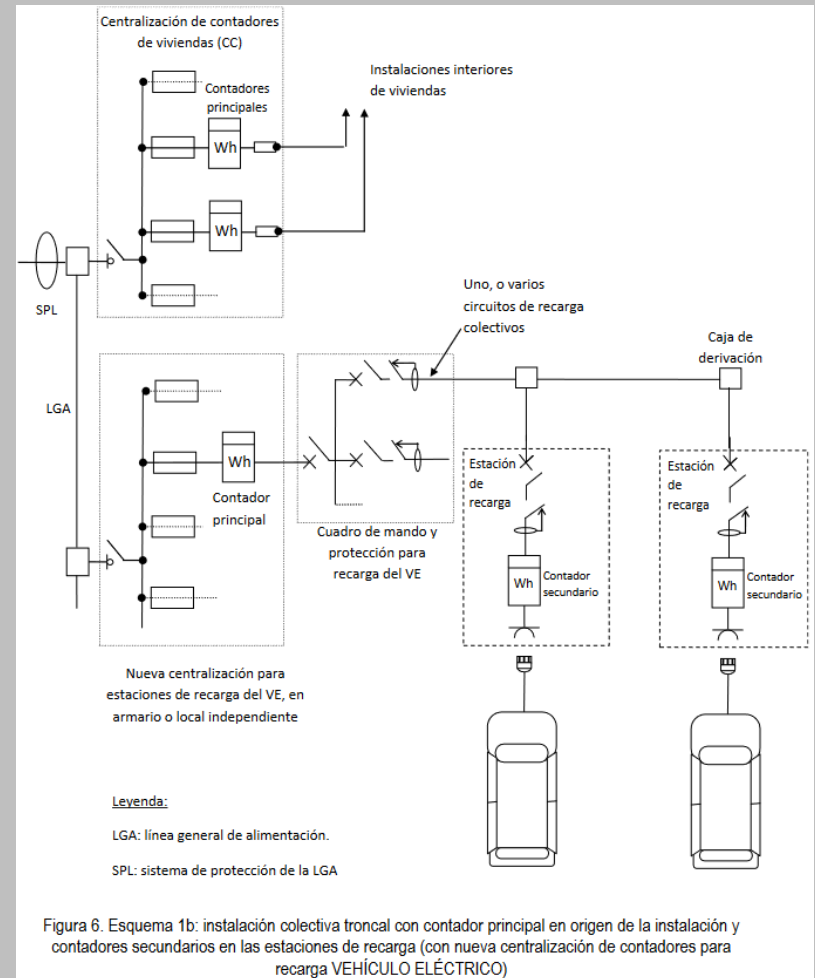 Centralización de contadores
de viviendas (CC)
Contadores
principales
Instalaciones interiores
de viviendas
Wh
Wh
SPL
Uno, o varios
circuitos de recarga
colectivos
Caja de
derivación
LGA
Wh
Contador
principal
Cuadro de mando y
protección para
recarga del VE
Estación
de
recarga
Wh
Contador
secundario
Estación
de
recarga
Wh
Contador
secundario
Nueva centralización para
estaciones de recarga del VE, en
armario o local independiente
Leyenda:
LGA: línea general de alimentación.
SPL: sistema de protección de la LGA
Figura 6. Esquema 1b: instalación colectiva troncal con contador principal en origen de la instalación y
contadores secundarios en las estaciones de recarga (con nueva centralización de contadores para
recarga VEHÍCULO ELÉCTRICO)